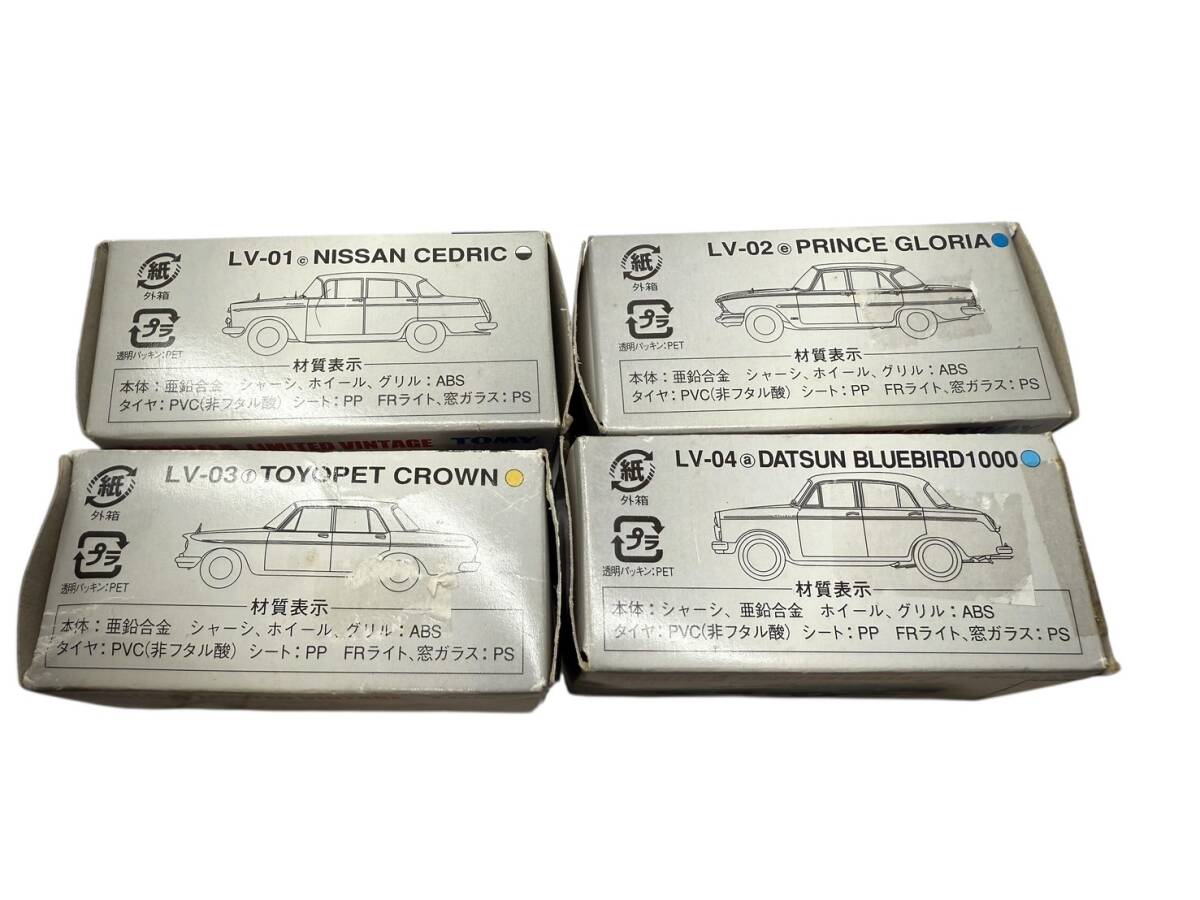 LV-01 ⓒ NISSAN CEDRIC
紙
外箱
プラ
透明パッキン：PET
材質表示
本体：亜鉛合金 シャーシ、ホイール、グリル：ABS
タイヤ：PVC(非フタル酸) シート：PP FRライト、窓ガラス：PS
LIMITED VINTAGE TOMY
LV-02 ⓔ PRINCE GLORIA
紙
外箱
プラ
透明パッキン：PET
材質表示
本体：亜鉛合金 シャーシ、ホイール、グリル：ABS
タイヤ：PVC(非フタル酸) シート：PP FRライト、窓ガラス：PS
LV-03 ⓕ TOYOPET CROWN
紙
外箱
プラ
透明パッキン：PET
材質表示
本体：亜鉛合金 シャーシ、ホイール、グリル：ABS
タイヤ：PVC(非フタル酸) シート：PP FRライト、窓ガラス：PS
LV-04 ⓐ DATSUN BLUEBIRD1000
紙
外箱
プラ
透明パッキン：PET
材質表示
本体：シャーシ、亜鉛合金 ホイール、グリル：ABS
タイヤ：PVC(非フタル酸) シート：PP FRライト、窓ガラス：PS